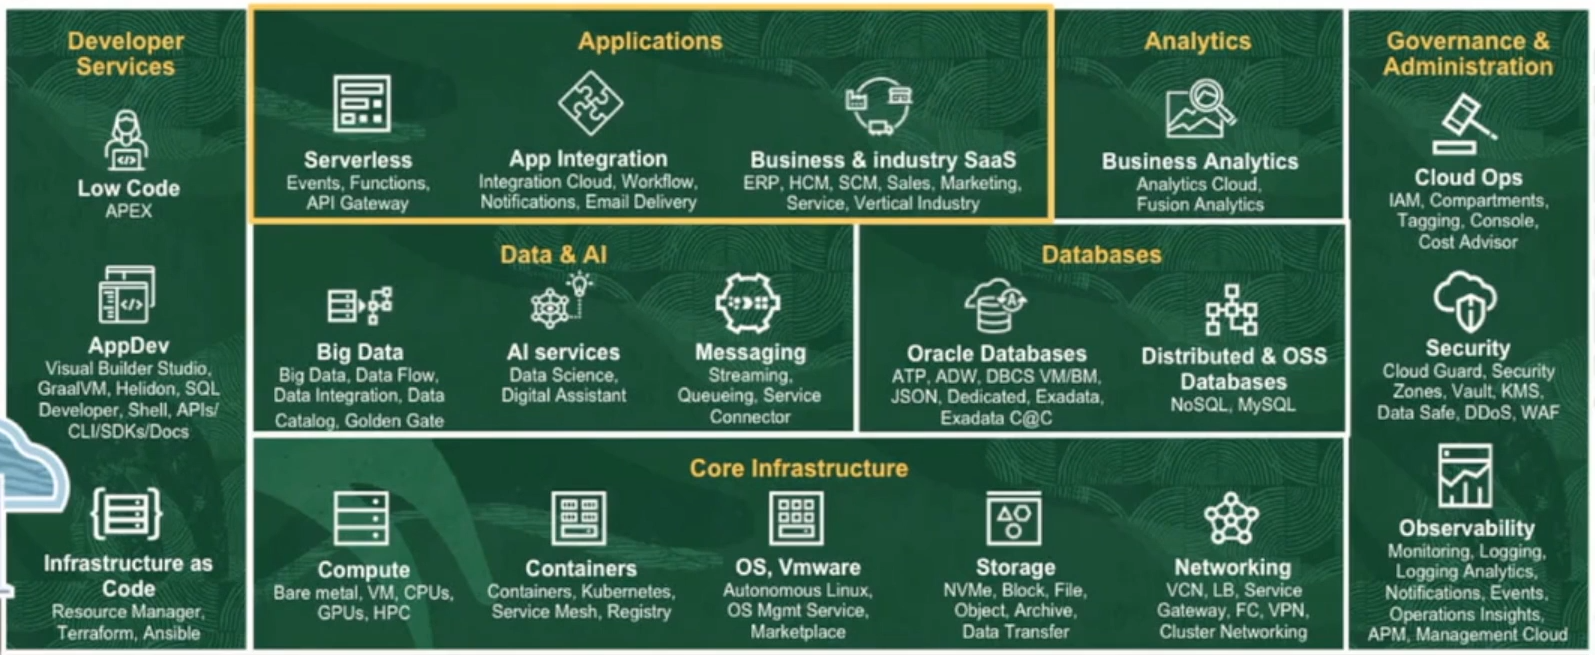 Developer
Services
Low Code
APEX
AppDev
Visual Builder Studio,
GraalVM, Helidon, SQL
Developer, Shell, APIs/
CLI/SDKs/Docs
Infrastructure as
Code
Resource Manager,
Terraform, Ansible
Applications
Serverless
Events, Functions,
API Gateway
App Integration
Integration Cloud, Workflow,
Notifications, Email Delivery
Business & industry SaaS
ERP, HCM, SCM, Sales, Marketing,
Service, Vertical Industry
Analytics
Business Analytics
Analytics Cloud,
Fusion Analytics
Data & AI
Big Data
Big Data, Data Flow,
Data Integration, Data
Catalog, Golden Gate
AI services
Data Science,
Digital Assistant
Messaging
Streaming,
Queueing, Service
Connector
Databases
Oracle Databases
ATP, ADW, DBCS VM/BM,
JSON, Dedicated, Exadata,
Exadata C@C
Distributed & OSS
Databases
NoSQL, MySQL
Core Infrastructure
Compute
Bare metal, VM, CPUs,
GPUs, HPC
Containers
Containers, Kubernetes,
Service Mesh, Registry
OS, Vmware
Autonomous Linux,
OS Mgmt Service,
Marketplace
Storage
NVMe, Block, File,
Object, Archive,
Data Transfer
Networking
VCN, LB, Service
Gateway, FC, VPN,
Cluster Networking
Governance &
Administration
Cloud Ops
IAM, Compartments,
Tagging, Console,
Cost Advisor
Security
Cloud Guard, Security
Zones, Vault, KMS,
Data Safe, DDoS, WAF
Observability
Monitoring, Logging,
Logging Analytics,
Notifications, Events,
Operations Insights,
APM, Management Cloud